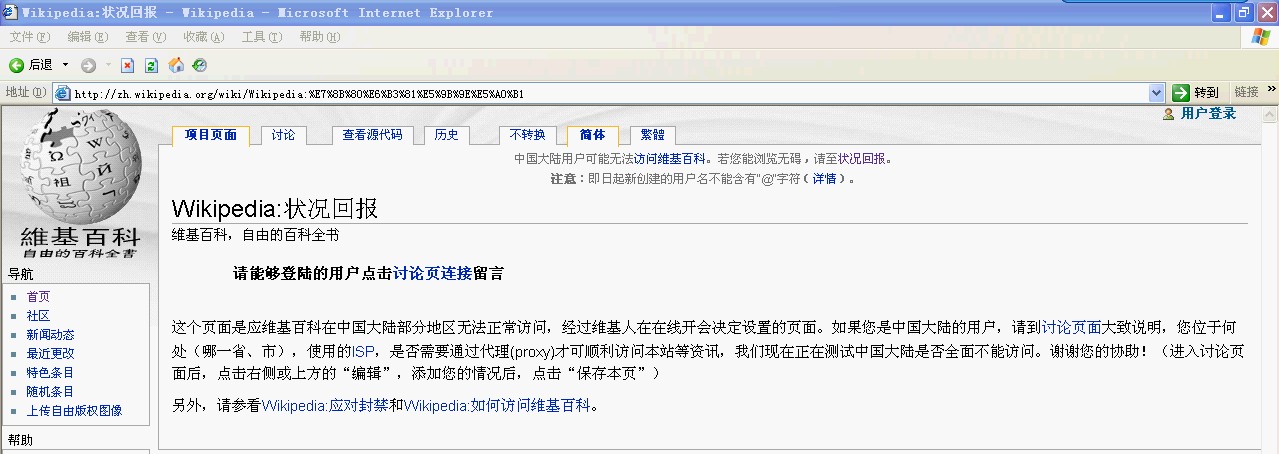 Wikipedia:状况回报 - Wikipedia - Microsoft Internet Explorer
文件(F) 编辑(E) 查看(V) 收藏(A) 工具(T) 帮助(H)
后退
地址(D) http://zh.wikipedia.org/wiki/Wikipedia:%E7%8B%80%E6%B3%81%E5%9B%9E%E5%A0%B1 转到 链接 »
用户登录
项目页面 讨论 查看源代码 历史 不转换 简体 繁體
中国大陆用户可能无法访问维基百科。若您能浏览无碍，请至状况回报。
注意：即日起新创建的用户名不能含有"@"字符（详情）。
Wikipedia:状况回报
维基百科，自由的百科全书
请能够登陆的用户点击讨论页连接留言
这个页面是应维基百科在中国大陆部分地区无法正常访问，经过维基人在在线开会决定设置的页面。如果您是中国大陆的用户，请到讨论页面大致说明，您位于何
处（哪一省、市），使用的ISP，是否需要通过代理(proxy)才可顺利访问本站等资讯，我们现在正在测试中国大陆是否全面不能访问。谢谢您的协助！（进入讨论页
面后，点击右侧或上方的“编辑”，添加您的情况后，点击“保存本页”）
另外，请参看Wikipedia:应对封禁和Wikipedia:如何访问维基百科。
維基百科
自由的百科全書
导航
首页
社区
新闻动态
最近更改
特色条目
随机条目
上传自由版权图像
帮助